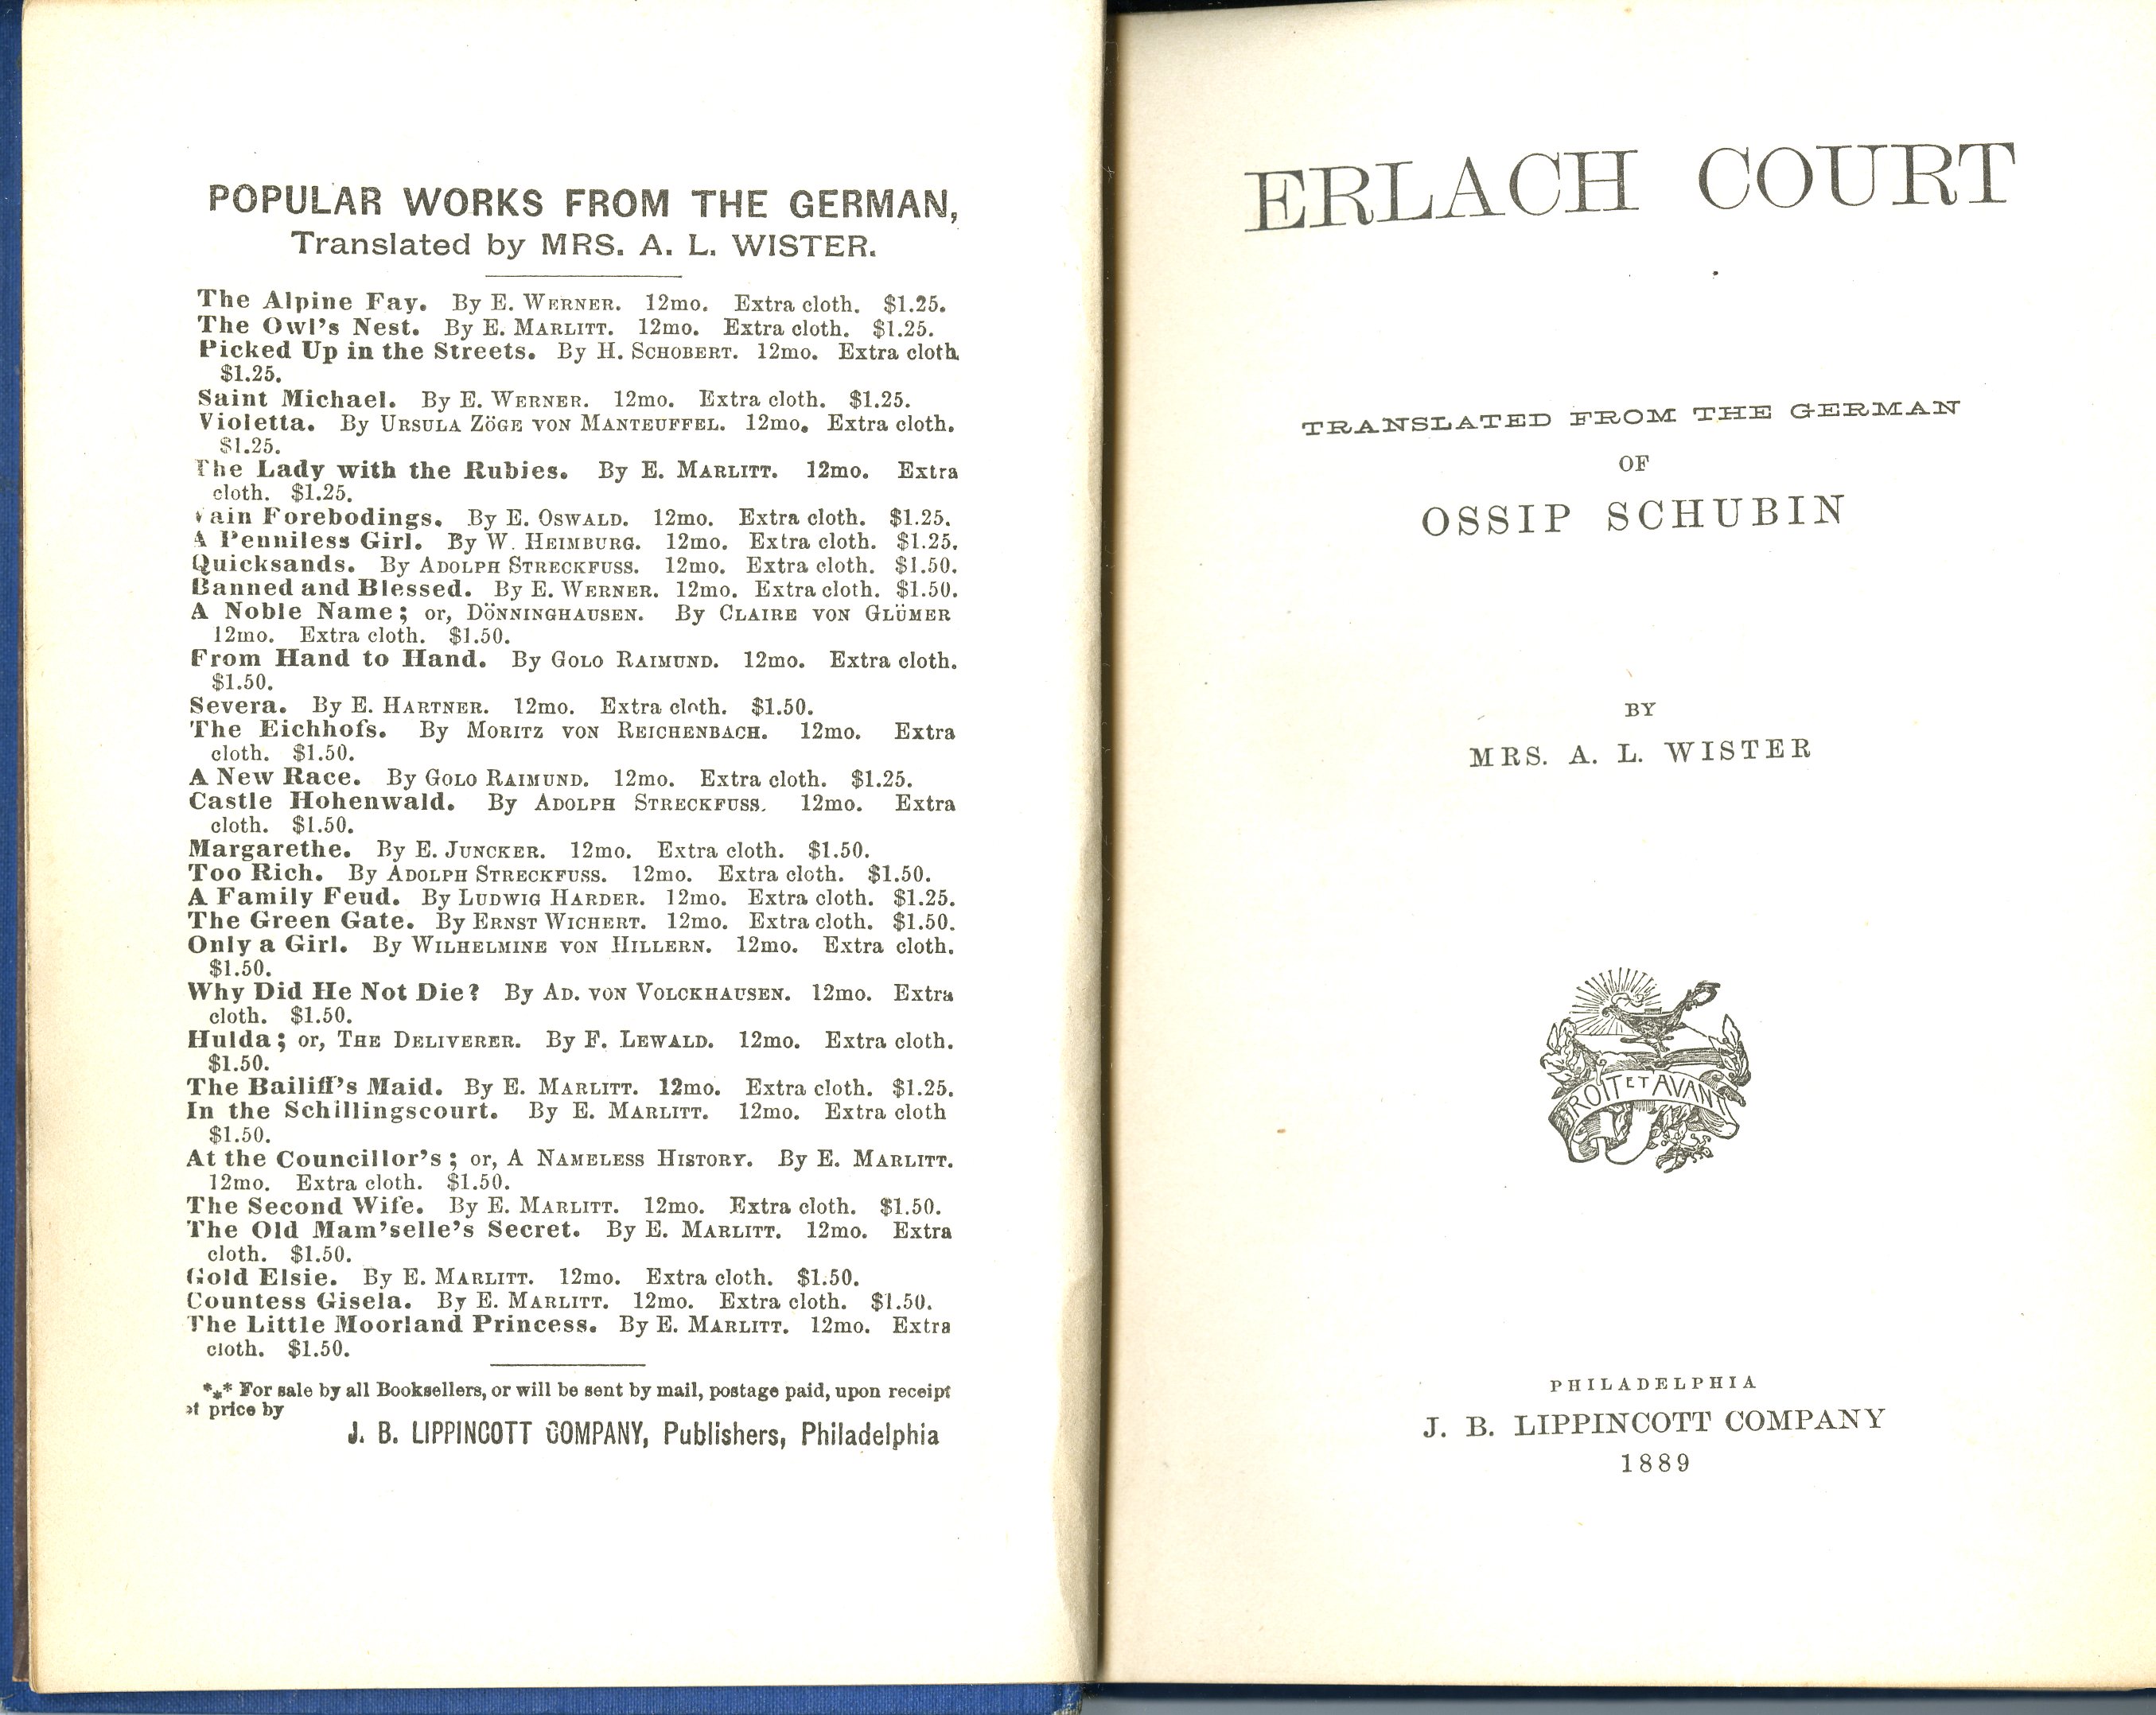 POPULAR WORKS FROM THE GERMAN,
Translated by MRS. A. L. WISTER.
The Alpine Fay. By E. WERNER. 12mo. Extra cloth. $1.25.
The Owl's Nest. By E. MARLITT. 12mo. Extra cloth. $1.25.
Picked Up in the Streets. By H. SCHOBERT. 12mo. Extra cloth
$1.25.
Saint Michael. By E. WERNER. 12mo. Extra cloth. $1.25.
Violetta. By URSULA ZÖGE VON MANTEUFFEL. 12mo. Extra cloth.
$1.25.
The Lady with the Rubies. By E. MARLITT. 12mo. Extra
cloth. $1.25.
Vain Forebodings. By E. OSWALD. 12mo. Extra cloth. $1.25.
A Penniless Girl. By W. HEIMBURG. 12mo. Extra cloth. $1.25.
Quicksands. By ADOLPH STRECKFUSS. 12mo. Extra cloth. $1.50.
Banned and Blessed. By E. WERNER. 12mo. Extra cloth. $1.50.
A Noble Name; or, DÖNNINGHAUSEN. By CLAIRE VON GLÜMER
12mo. Extra cloth. $1.50.
From Hand to Hand. By GOLO RAIMUND. 12mo. Extra cloth.
$1.50.
Severa. By E. HARTNER. 12mo. Extra cloth. $1.50.
The Eichhofs. By MORITZ VON REICHENBACH. 12mo. Extra
cloth. $1.50.
A New Race. By GOLO RAIMUND. 12mo. Extra cloth. $1.25.
Castle Hohenwald. By ADOLPH STRECKFUSS. 12mo. Extra
cloth. $1.50.
Margarethe. By E. JUNCKER. 12mo. Extra cloth. $1.50.
Too Rich. By ADOLPH STRECKFUSS. 12mo. Extra cloth. $1.50.
A Family Feud. By LUDWIG HARDER. 12mo. Extra cloth. $1.25.
The Green Gate. By ERNST WICHERT. 12mo. Extra cloth. $1.50.
Only a Girl. By WILHELMINE VON HILLERN. 12mo. Extra cloth.
$1.50.
Why Did He Not Die? By AD. VON VOLCKHAUSEN. 12mo. Extra
cloth. $1.50.
Hulda; or, THE DELIVERER. By F. LEWALD. 12mo. Extra cloth.
$1.50.
The Bailiff's Maid. By E. MARLITT. 12mo. Extra cloth. $1.25.
In the Schillingscourt. By E. MARLITT. 12mo. Extra cloth
$1.50.
At the Councillor's; or, A NAMELESS HISTORY. By E. MARLITT.
12mo. Extra cloth. $1.50.
The Second Wife. By E. MARLITT. 12mo. Extra cloth. $1.50.
The Old Mam'selle's Secret. By E. MARLITT. 12mo. Extra
cloth. $1.50.
Gold Elsie. By E. MARLITT. 12mo. Extra cloth. $1.50.
Countess Gisela. By E. MARLITT. 12mo. Extra cloth. $1.50.
The Little Moorland Princess. By E. MARLITT. 12mo. Extra
cloth. $1.50.
*** For sale by all Booksellers, or will be sent by mail, postage paid, upon receipt
of price by
J. B. LIPPINCOTT COMPANY, Publishers, Philadelphia
ERLACH COURT
TRANSLATED FROM THE GERMAN
OF
OSSIP SCHUBIN
BY
MRS. A. L. WISTER
DROIT ET AVANT
PHILADELPHIA
J. B. LIPPINCOTT COMPANY
1889